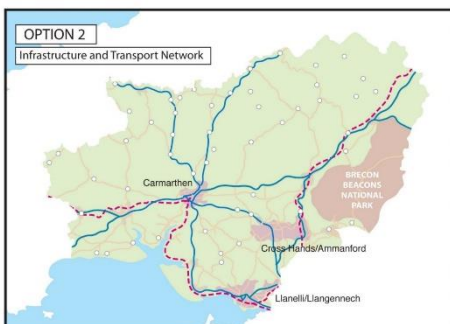 OPTION 2
Infrastructure and Transport Network
Carmarthen
BRECON
BEACONS
NATIONAL
PARK
Cross Hands/Ammanford
Llanelli/Llangennech